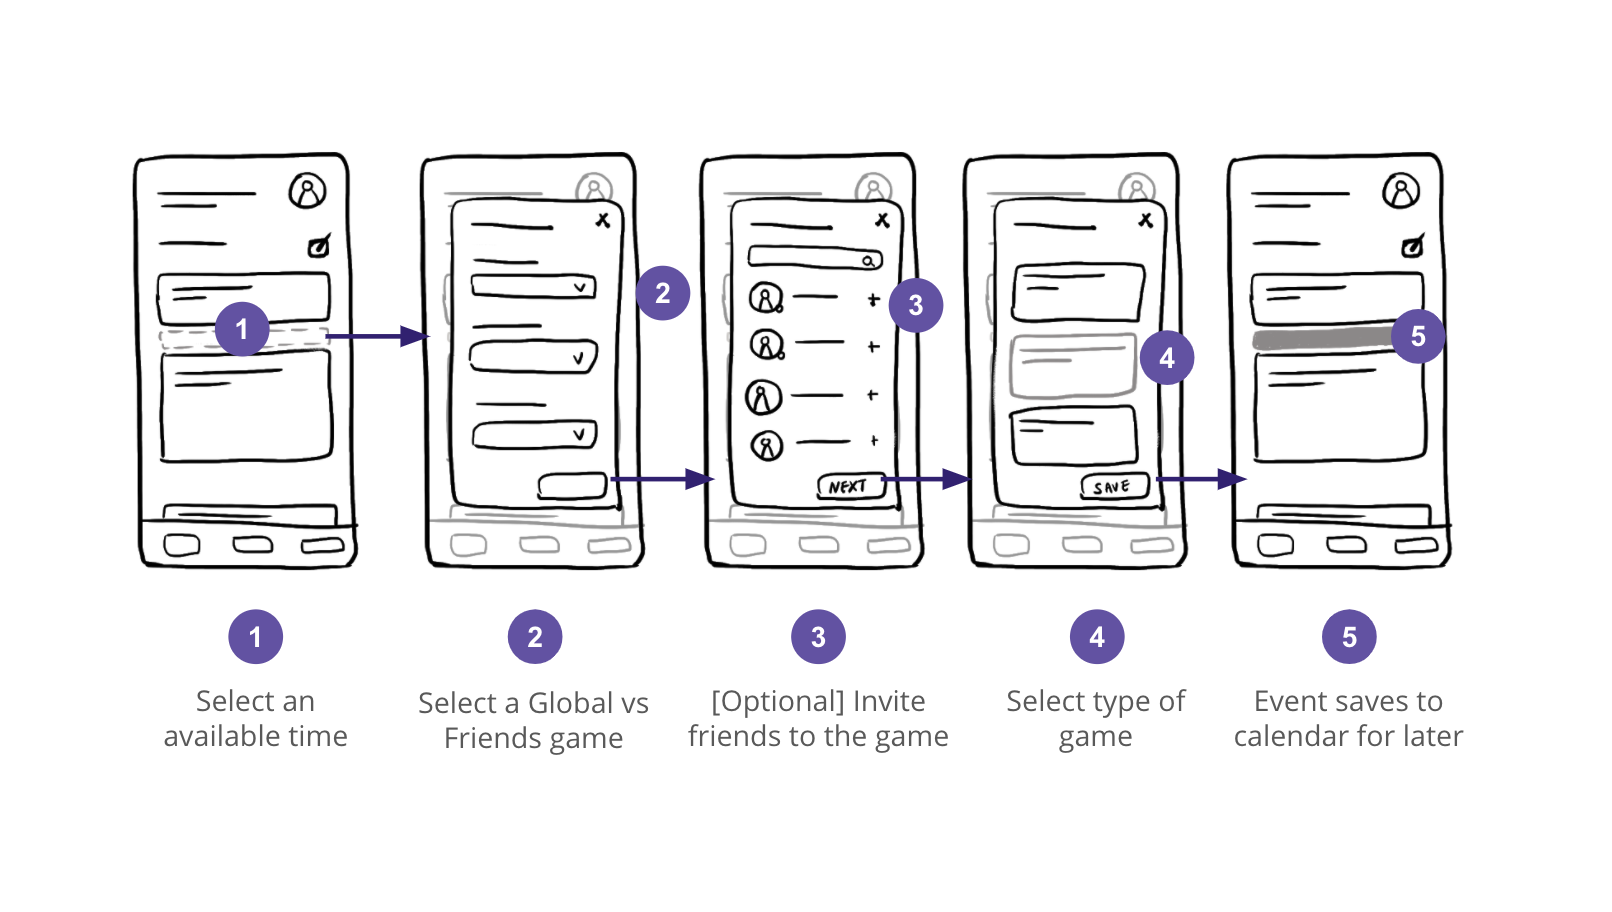 1
2
3
4
5
NEXT
SAVE
1
2
3
4
5
Select an
available time
Select a Global vs
Friends game
[Optional] Invite
friends to the game
Select type of
game
Event saves to
calendar for later